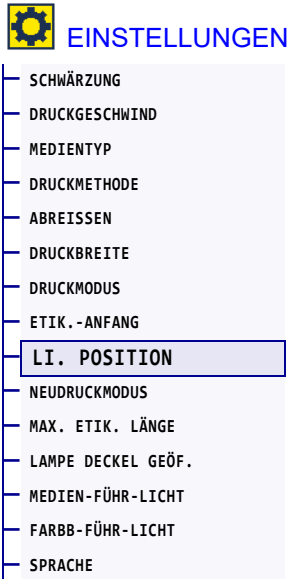 EINSTELLUNGEN
SCHWÄRZUNG
DRUCKGESCHWIND
MEDIENTYP
DRUCKMETHODE
ABREISSEN
DRUCKBREITE
DRUCKMODUS
ETIK.-ANFANG
LI. POSITION
NEUDRUCKMODUS
MAX. ETIK. LÄNGE
LAMPE DECKEL GEÖF.
MEDIEN-FÜHR-LICHT
FARBB-FÜHR-LICHT
SPRACHE